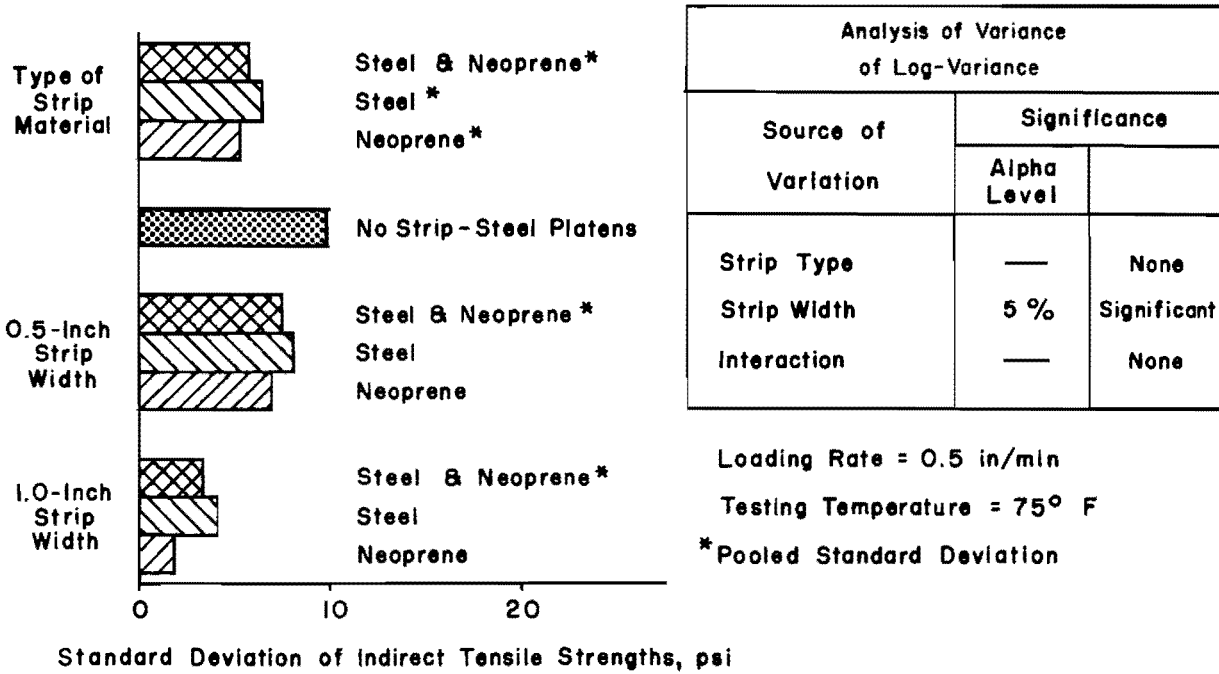 Type of
Strip
Material
Steel & Neoprene*
Steel*
Neoprene*
No Strip-Steel Platens
0.5-Inch
Strip
Width
Steel & Neoprene*
Steel
Neoprene
1.0-Inch
Strip
Width
Steel & Neoprene*
Steel
Neoprene
0 10 20
Standard Deviation of Indirect Tensile Strengths, psi
Analysis of Variance
of Log-Variance
Source of
Variation
Significance
Alpha
Level
Strip Type — None
Strip Width 5 % Significant
Interaction — None
Loading Rate = 0.5 in/min
Testing Temperature = 75° F
*Pooled Standard Deviation